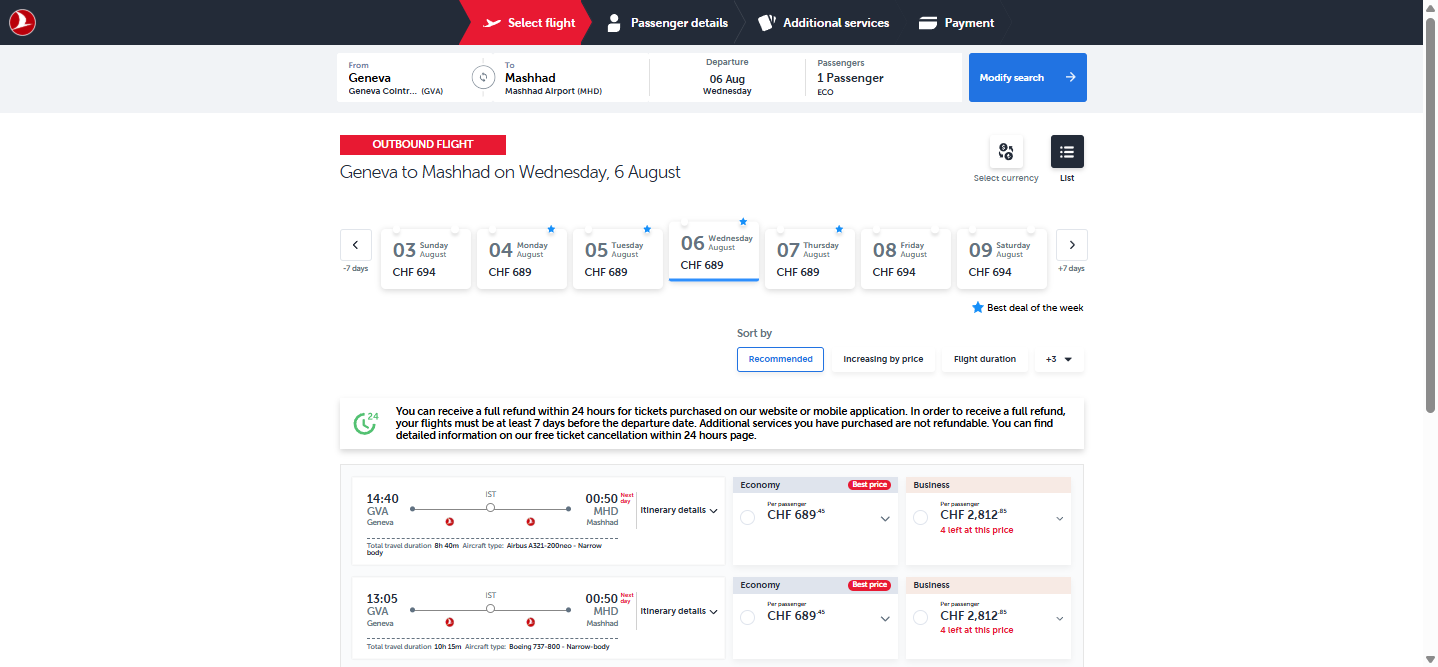 Select flight
Passenger details
Additional services
Payment
From
Geneva
Geneva Cointr... (GVA)
To
Mashhad
Mashhad Airport (MHD)
Departure
06 Aug
Wednesday
Passengers
1 Passenger
ECO
Modify search
OUTBOUND FLIGHT
Geneva to Mashhad on Wednesday, 6 August
Select currency
List
-7 days
03 Sunday August
CHF 694
04 Monday August
CHF 689
05 Tuesday August
CHF 689
06 Wednesday August
CHF 689
07 Thursday August
CHF 689
08 Friday August
CHF 694
09 Saturday August
CHF 694
+7 days
Best deal of the week
Sort by
Recommended
Increasing by price
Flight duration
+3
24
You can receive a full refund within 24 hours for tickets purchased on our website or mobile application. In order to receive a full refund,
your flights must be at least 7 days before the departure date. Additional services you have purchased are not refundable. You can find
detailed information on our free ticket cancellation within 24 hours page.
14:40
GVA
Geneva
IST
00:50 Next day
MHD
Mashhad
Itinerary details
Total travel duration 8h 40m Aircraft type: Airbus A321-200neo - Narrow
body
Economy
Best price
Per passenger
CHF 689.45
Business
Per passenger
CHF 2,812.85
4 left at this price
13:05
GVA
Geneva
IST
00:50 Next day
MHD
Mashhad
Itinerary details
Total travel duration 10h 15m Aircraft type: Boeing 737-800 - Narrow-body
Economy
Best price
Per passenger
CHF 689.45
Business
Per passenger
CHF 2,812.85
4 left at this price